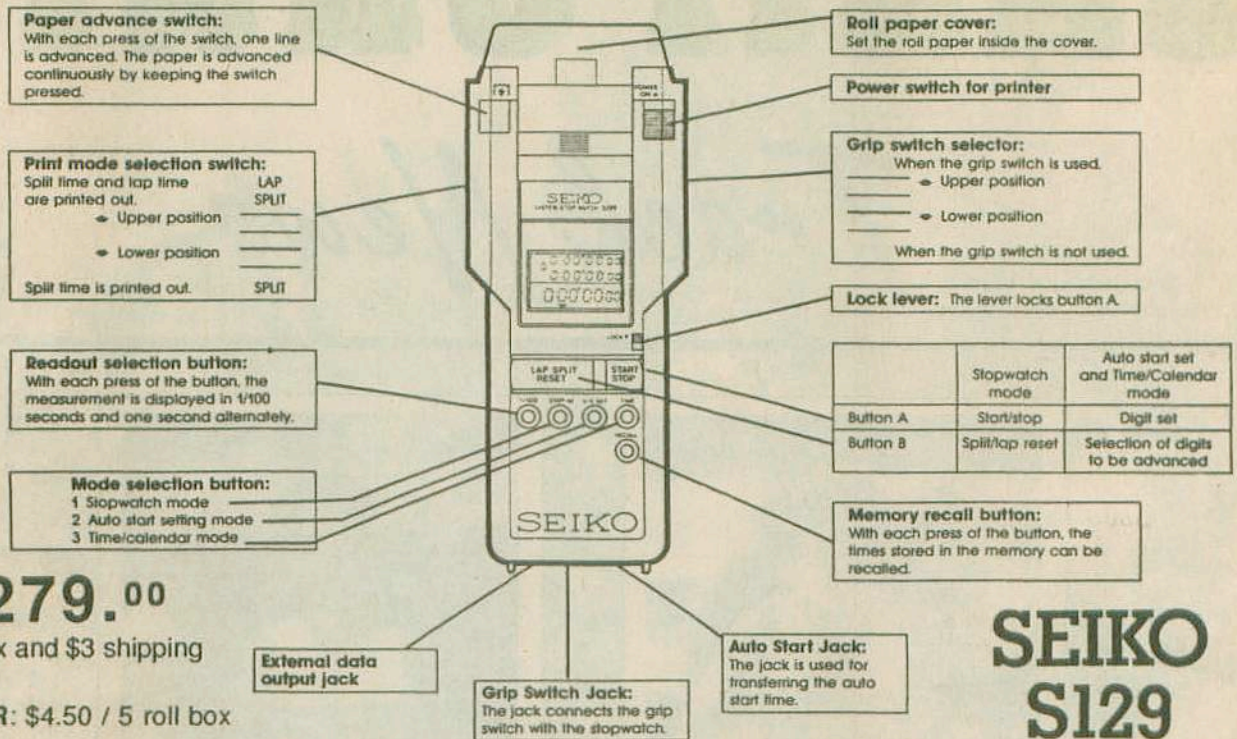 Paper advance switch:
With each press of the switch, one line
is advanced. The paper is advanced
continuously by keeping the switch
pressed.
Print mode selection switch:
Split time and lap time LAP
are printed out. SPLIT
Upper position
Lower position
Split time is printed out. SPLIT
Readout selection button:
With each press of the button, the
measurement is displayed in 1/100
seconds and one second alternately.
Mode selection button:
1 Stopwatch mode
2 Auto start setting mode
3 Time/calendar mode
279.00
x and $3 shipping
R: $4.50 / 5 roll box
External data
output jack
Grip Switch Jack:
The jack connects the grip
switch with the stopwatch.
Auto Start Jack:
The jack is used for
transferring the auto
start time.
POWER
ON
SEIKO
LAP SPLIT
RESET
START
STOP
TIME
RECALL
SEIKO
Roll paper cover:
Set the roll paper inside the cover.
Power switch for printer
Grip switch selector:
When the grip switch is used.
Upper position
Lower position
When the grip switch is not used.
Lock lever: The lever locks button A.
Stopwatch
mode
Auto start set
and Time/Calendar
mode
Button A Start/stop Digit set
Button B Split/lap reset Selection of digits
to be advanced
Memory recall button:
With each press of the button, the
times stored in the memory can be
recalled.
SEIKO
S129